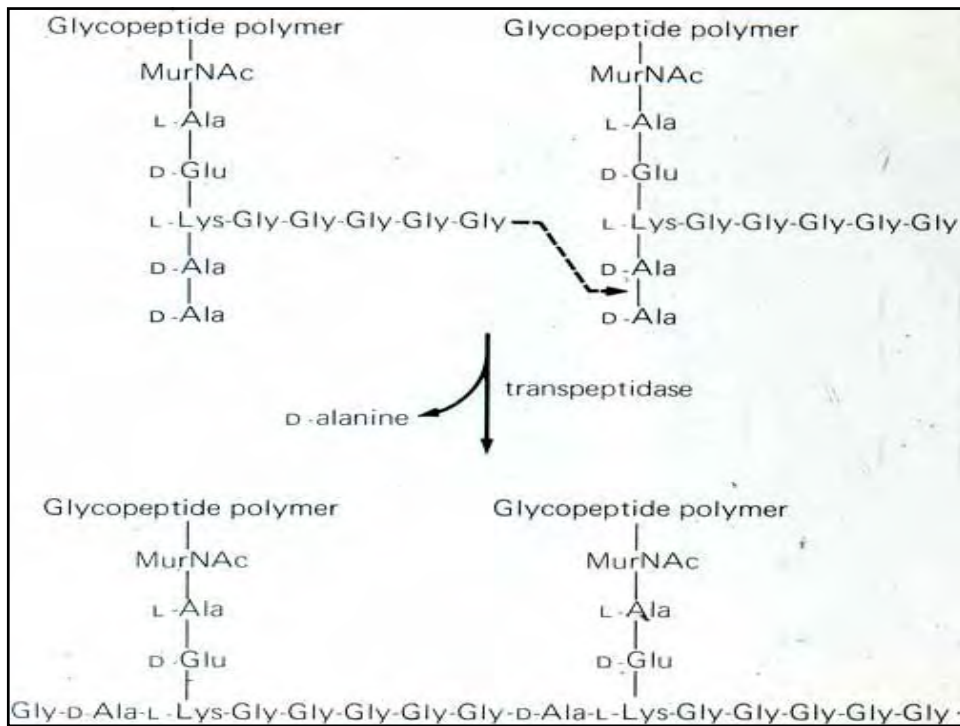 Glycopeptide polymer Glycopeptide polymer
MurNAc MurNAc
L-Ala L-Ala
D-Glu D-Glu
L-Lys-Gly-Gly-Gly-Gly-Gly L-Lys-Gly-Gly-Gly-Gly-Gly
D-Ala D-Ala
D-Ala D-Ala
transpeptidase
D-alanine
Glycopeptide polymer Glycopeptide polymer
MurNAc MurNAc
L-Ala L-Ala
D-Glu D-Glu
Gly-D-Ala-L-Lys-Gly-Gly-Gly-Gly-Gly-D-Ala-L-Lys-Gly-Gly-Gly-Gly-Gly-